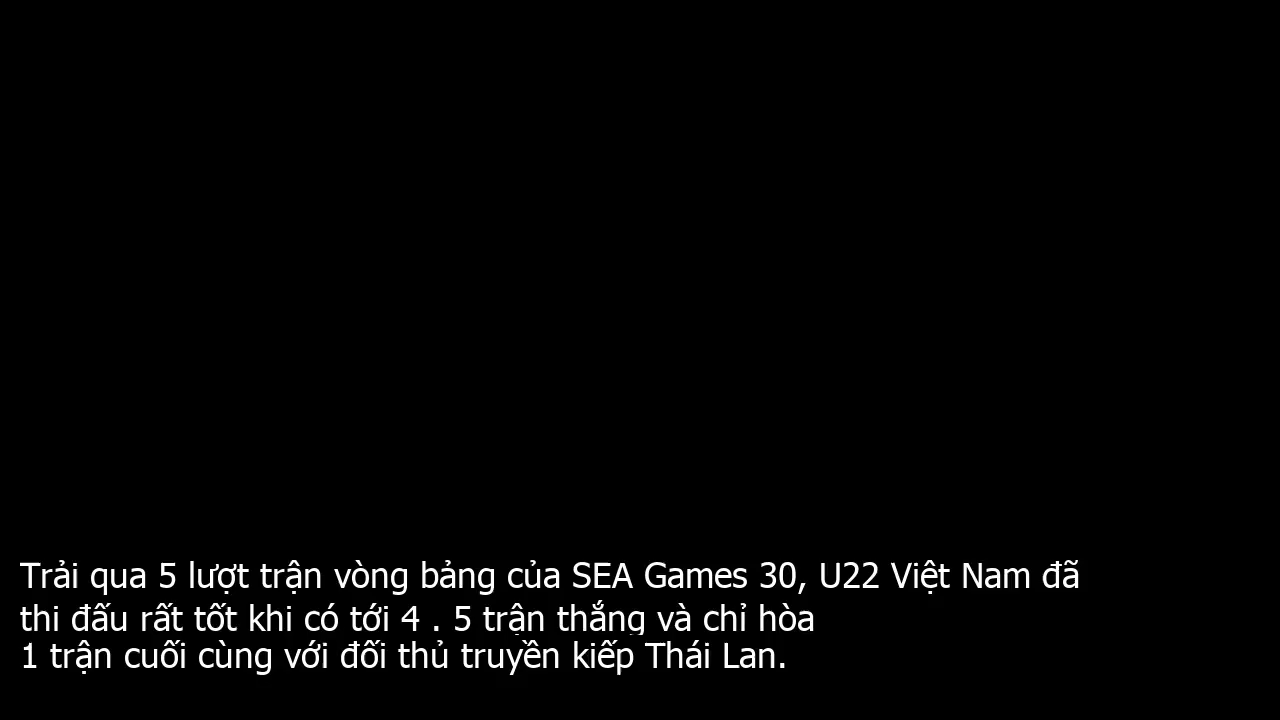 Trải qua 5 lượt trận vòng bảng của SEA Games 30, U22 Việt Nam đã
thi đấu rất tốt khi có tới 4 . 5 trận thắng và chỉ hòa
1 trận cuối cùng với đối thủ truyền kiếp Thái Lan.